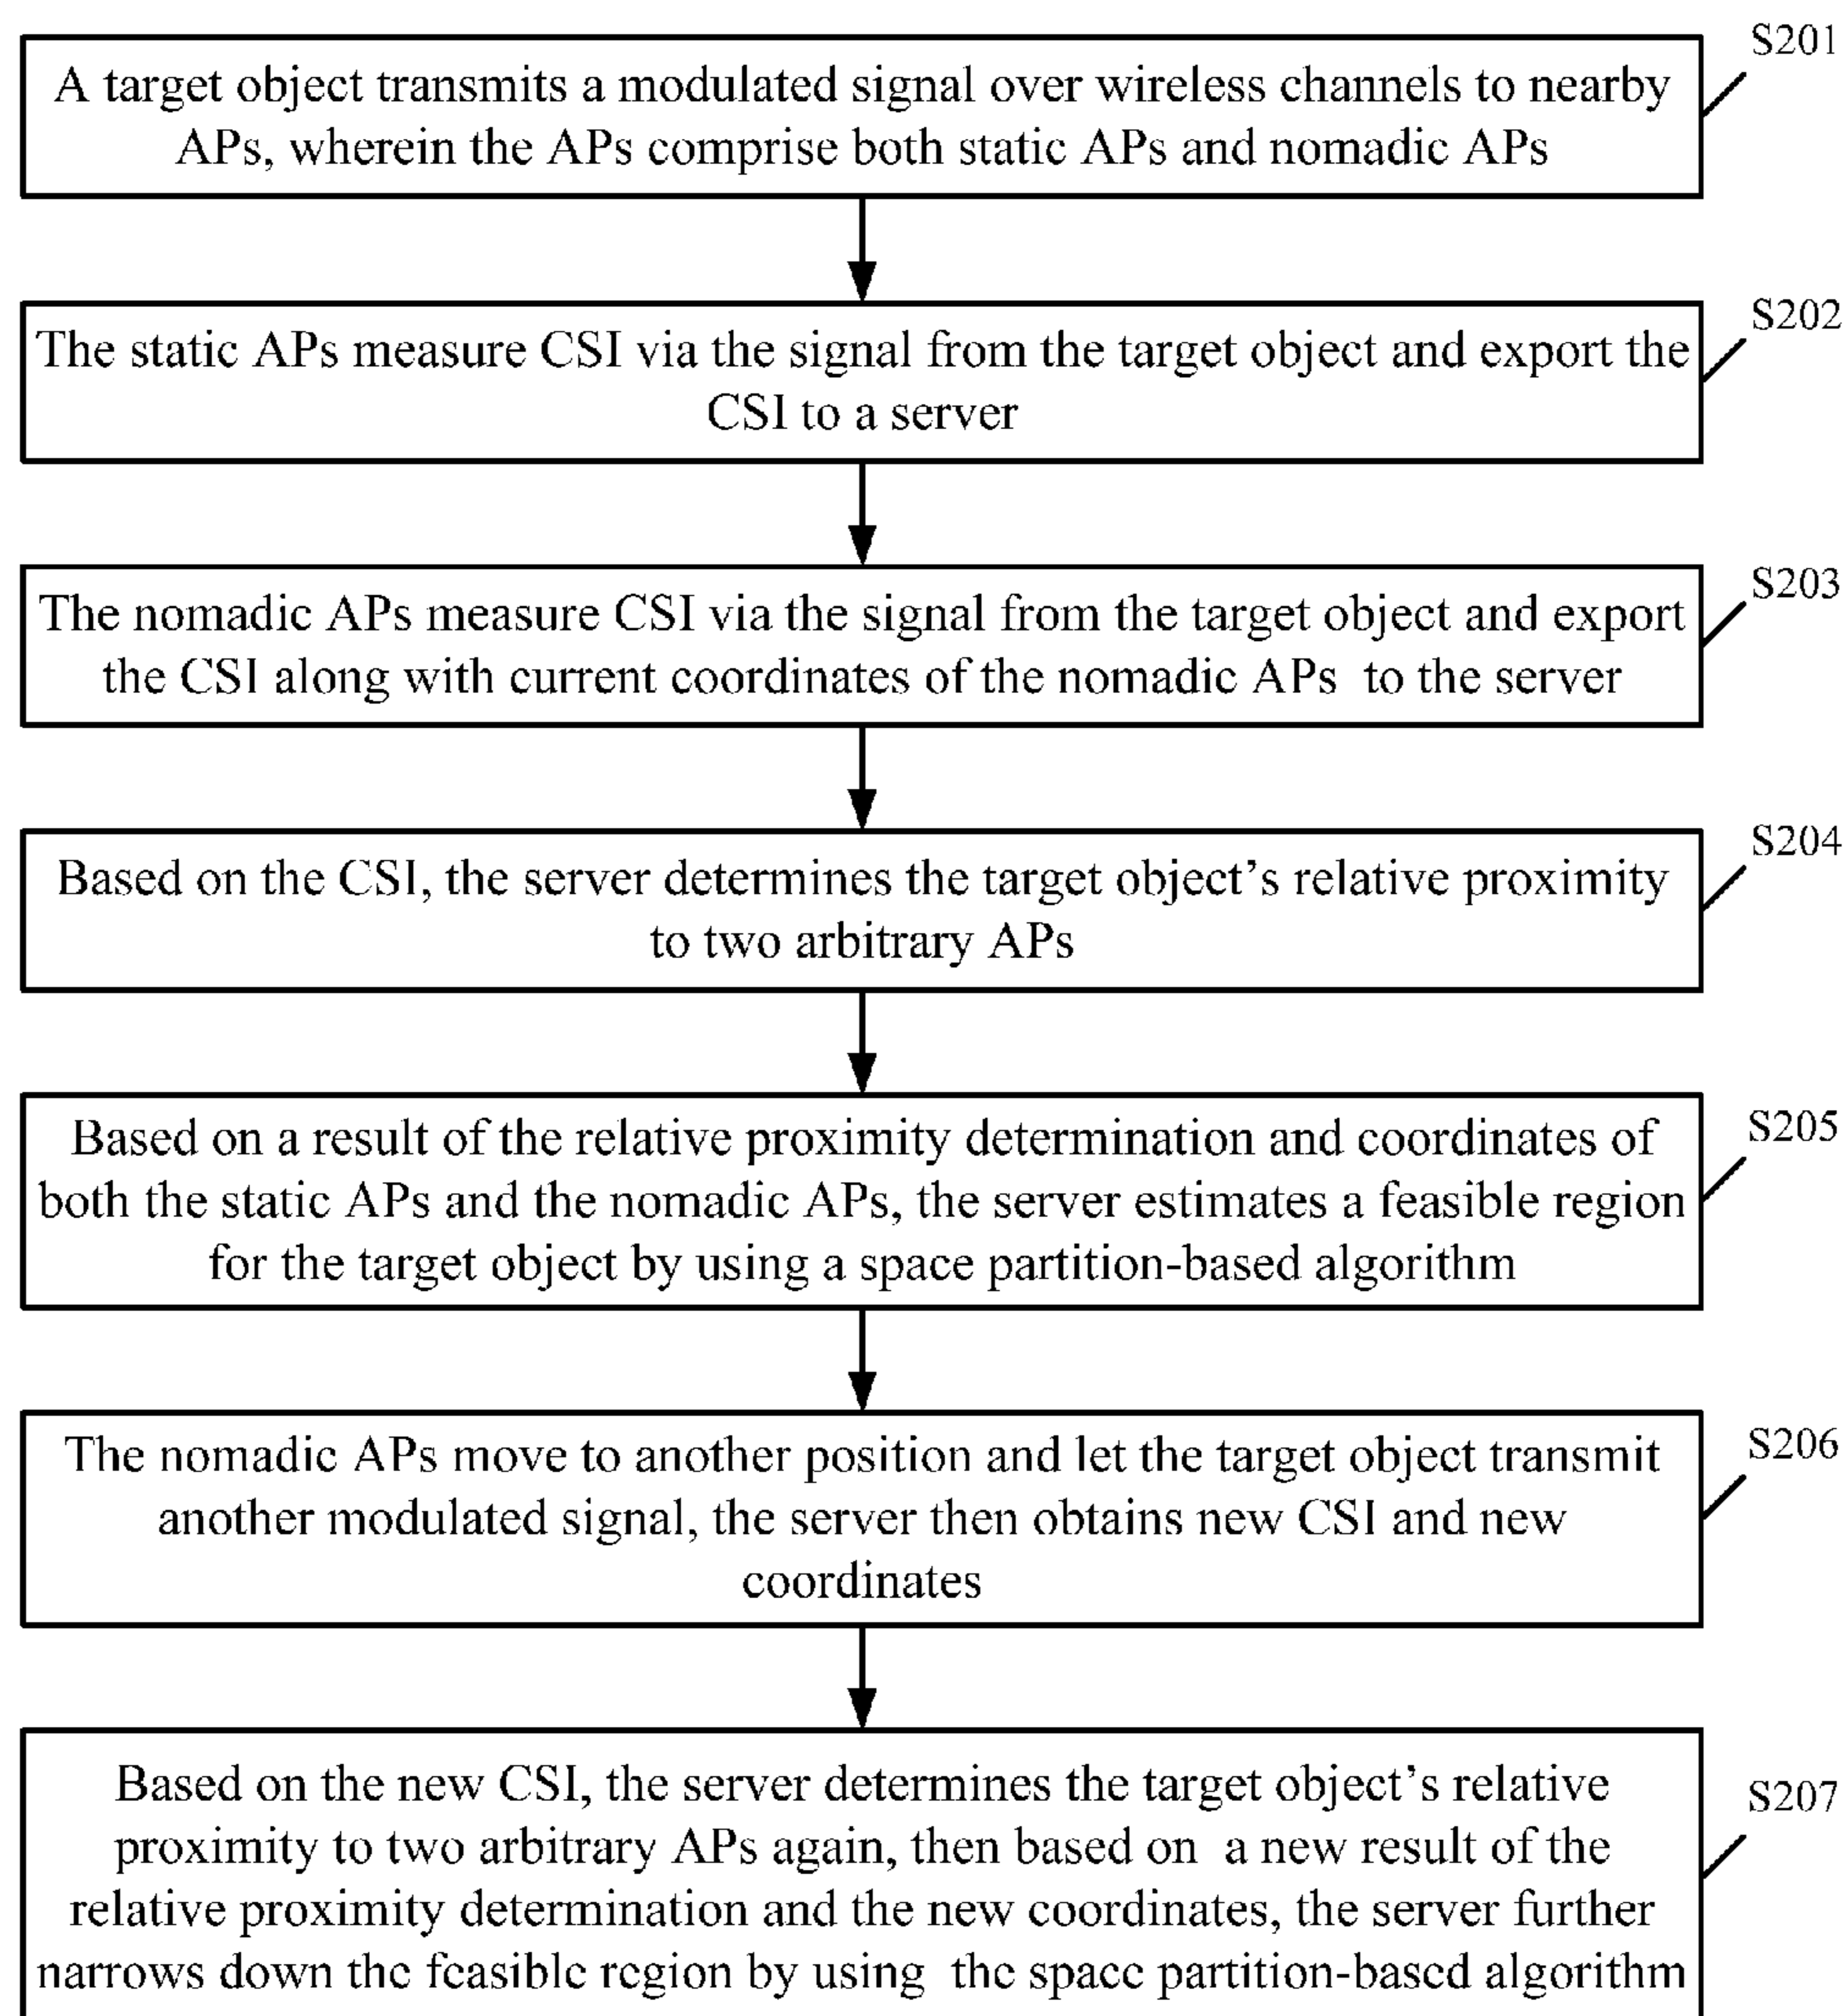 S201
A target object transmits a modulated signal over wireless channels to nearby
APs, wherein the APs comprise both static APs and nomadic APs
S202
The static APs measure CSI via the signal from the target object and export the
CSI to a server
S203
The nomadic APs measure CSI via the signal from the target object and export
the CSI along with current coordinates of the nomadic APs to the server
S204
Based on the CSI, the server determines the target object's relative proximity
to two arbitrary APs
S205
Based on a result of the relative proximity determination and coordinates of
both the static APs and the nomadic APs, the server estimates a feasible region
for the target object by using a space partition-based algorithm
S206
The nomadic APs move to another position and let the target object transmit
another modulated signal, the server then obtains new CSI and new
coordinates
S207
Based on the new CSI, the server determines the target object's relative
proximity to two arbitrary APs again, then based on a new result of the
relative proximity determination and the new coordinates, the server further
narrows down the feasible region by using the space partition-based algorithm